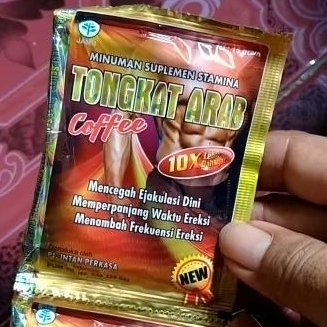 JAMU
MINUMAN SUPLEMEN STAMINA
TONGKAT ARAB
Coffee
10X
Mencegah Ejakulasi Dini
Memperpanjang Waktu Ereksi
Menambah Frekuensi Ereksi
PT. INTAN PERKASA
NEW